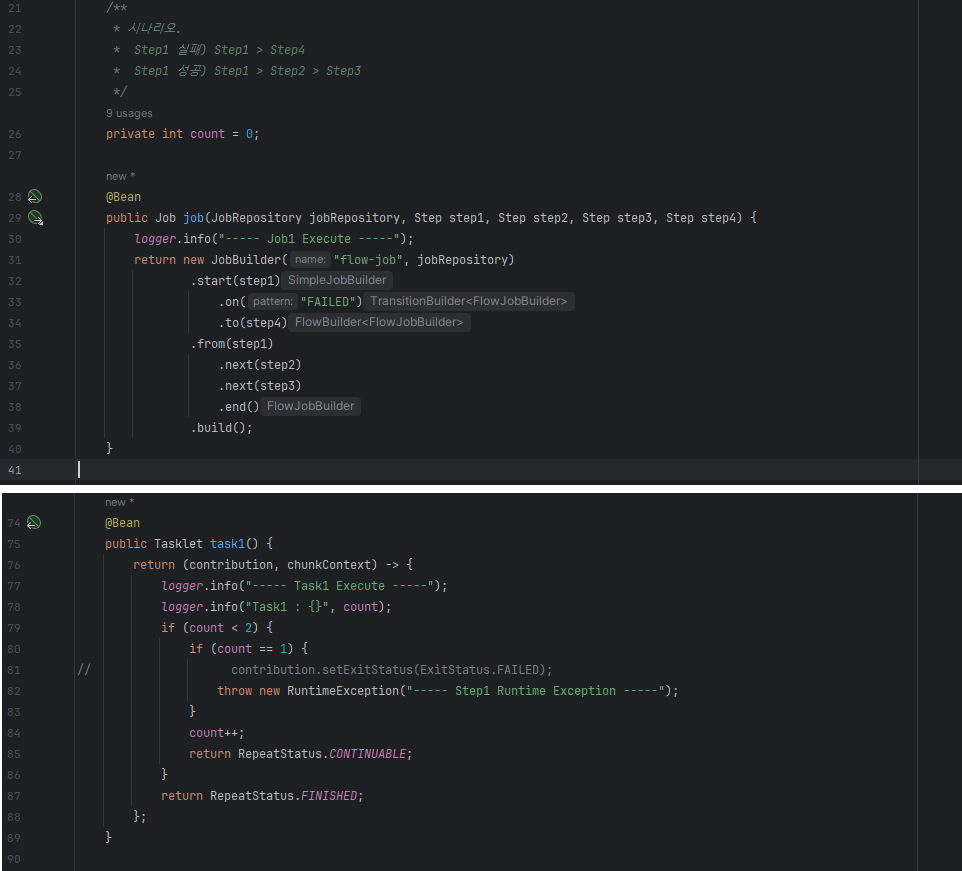 21 /**
22 * 시나리오.
23 * Step1 실패) Step1 > Step4
24 * Step1 성공) Step1 > Step2 > Step3
25 */
9 usages
26 private int count = 0;
27
new *
28 @Bean
29 public Job job(JobRepository jobRepository, Step step1, Step step2, Step step3, Step step4) {
30 logger.info("----- Job1 Execute -----");
31 return new JobBuilder( name: "flow-job", jobRepository)
32 .start(step1) SimpleJobBuilder
33 .on( pattern: "FAILED") TransitionBuilder<FlowJobBuilder>
34 .to(step4) FlowBuilder<FlowJobBuilder>
35 .from(step1)
36 .next(step2)
37 .next(step3)
38 .end() FlowJobBuilder
39 .build();
40 }
41
new *
74 @Bean
75 public Tasklet task1() {
76 return (contribution, chunkContext) -> {
77 logger.info("----- Task1 Execute -----");
78 logger.info("Task1 : {}", count);
79 if (count < 2) {
80 if (count == 1) {
81 // contribution.setExitStatus(ExitStatus.FAILED);
82 throw new RuntimeException("----- Step1 Runtime Exception -----");
83 }
84 count++;
85 return RepeatStatus.CONTINUABLE;
86 }
87 return RepeatStatus.FINISHED;
88 };
89 }
90